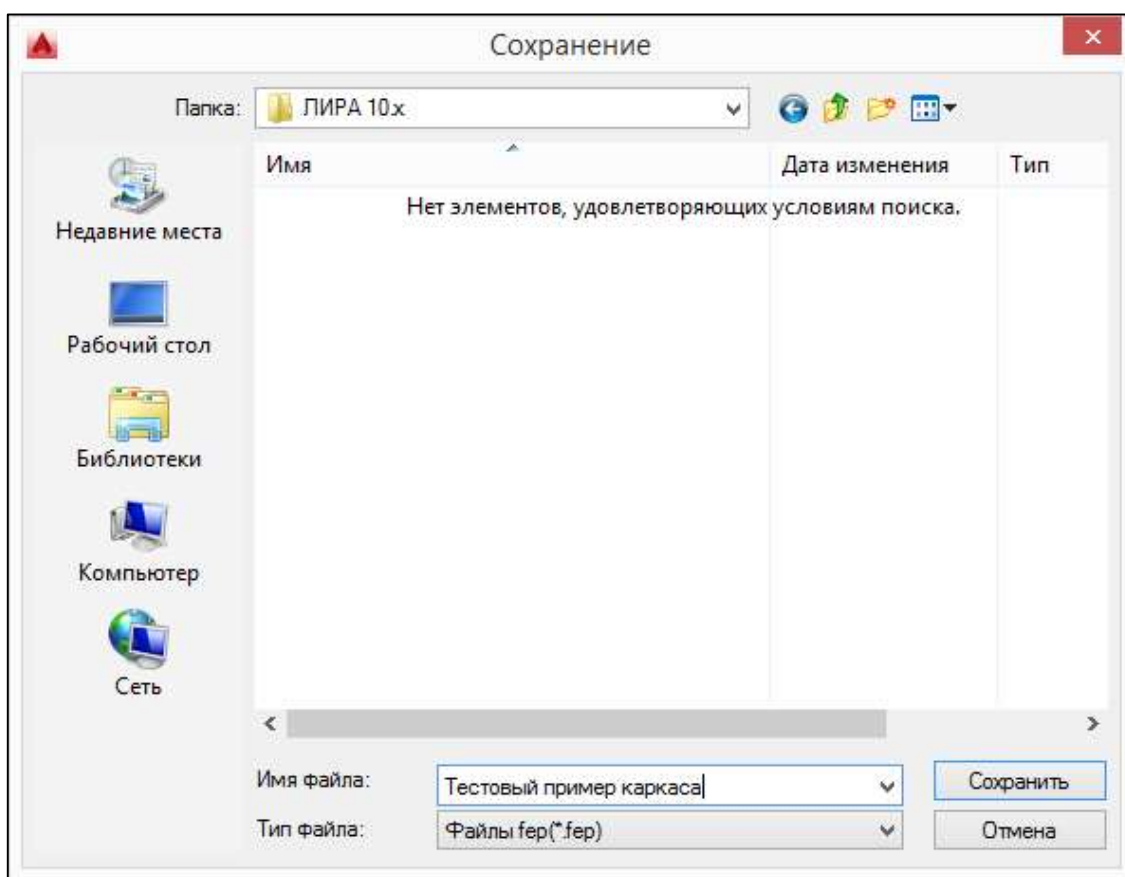 Сохранение
Папка: ЛИРА 10.x
Имя Дата изменения Тип
Нет элементов, удовлетворяющих условиям поиска.
Недавние места
Рабочий стол
Библиотеки
Компьютер
Сеть
Имя файла: Тестовый пример каркаса Сохранить
Тип файла: Файлы fep(*.fep) Отмена